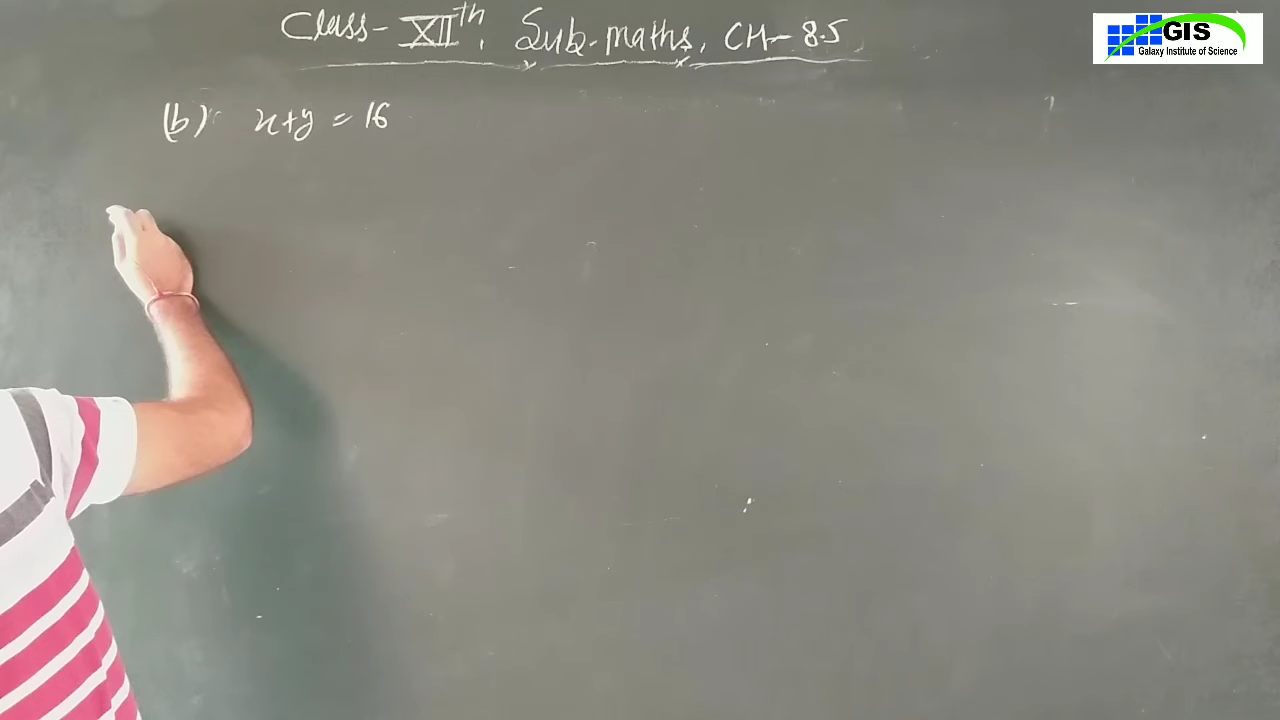 Class- XIIth, Sub-maths, CH- 8.5
GIS
Galaxy Institute of Science
(b) x+y = 16